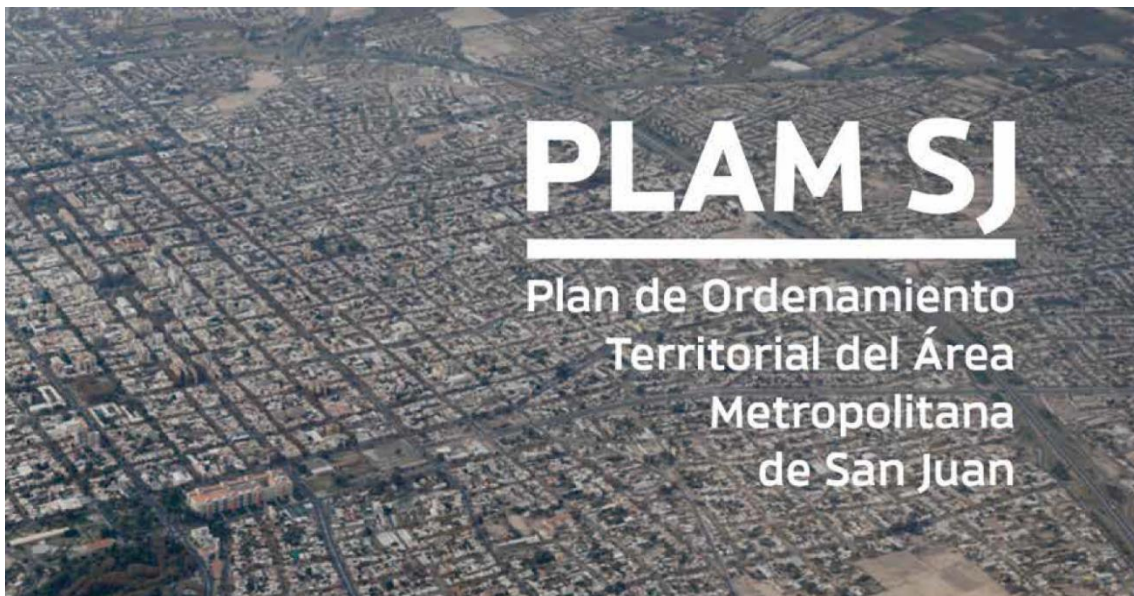 PLAM SJ
Plan de Ordenamiento
Territorial del Área
Metropolitana
de San Juan